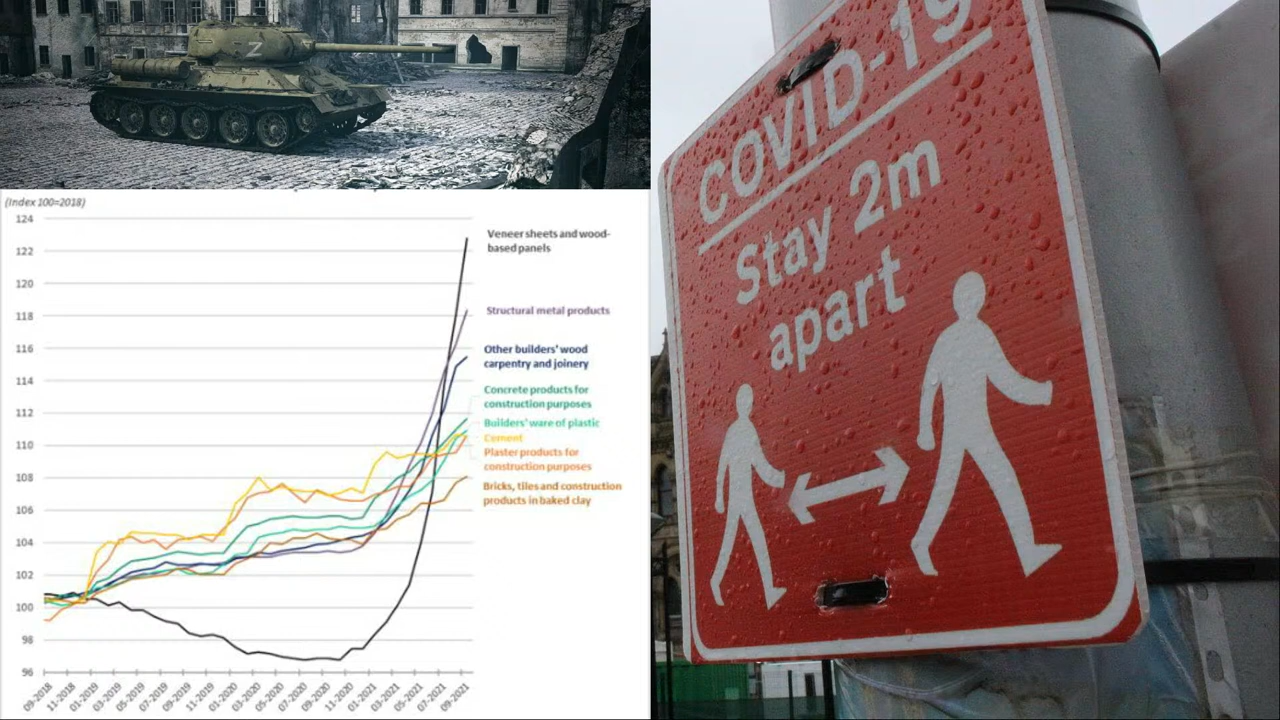 Z
(Index 100=2018)
124
122
120
118
116
114
112
110
108
106
104
102
100
98
96
Veneer sheets and wood-
based panels
Structural metal products
Other builders' wood
carpentry and joinery
Concrete products for
construction purposes
Builders' ware of plastic
Cement
Plaster products for
construction purposes
Bricks, tiles and construction
products in baked clay
09-2018
11-2018
01-2019
03-2019
05-2019
07-2019
09-2019
11-2019
01-2020
03-2020
05-2020
07-2020
09-2020
11-2020
01-2021
03-2021
05-2021
07-2021
09-2021
COVID-19
Stay 2m
apart